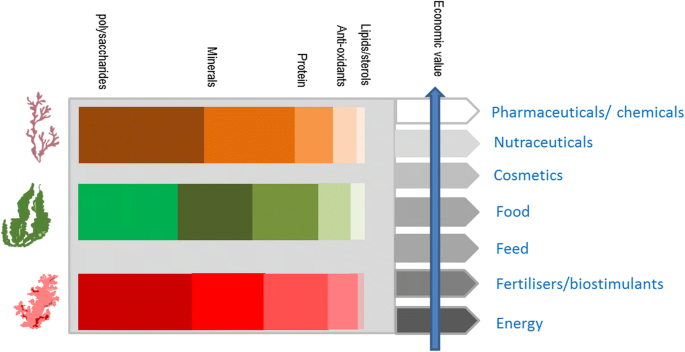 polysaccharides
Minerals
Protein
Anti-oxidants
Lipids/sterols
Economic value
Pharmaceuticals/ chemicals
Nutraceuticals
Cosmetics
Food
Feed
Fertilisers/biostimulants
Energy